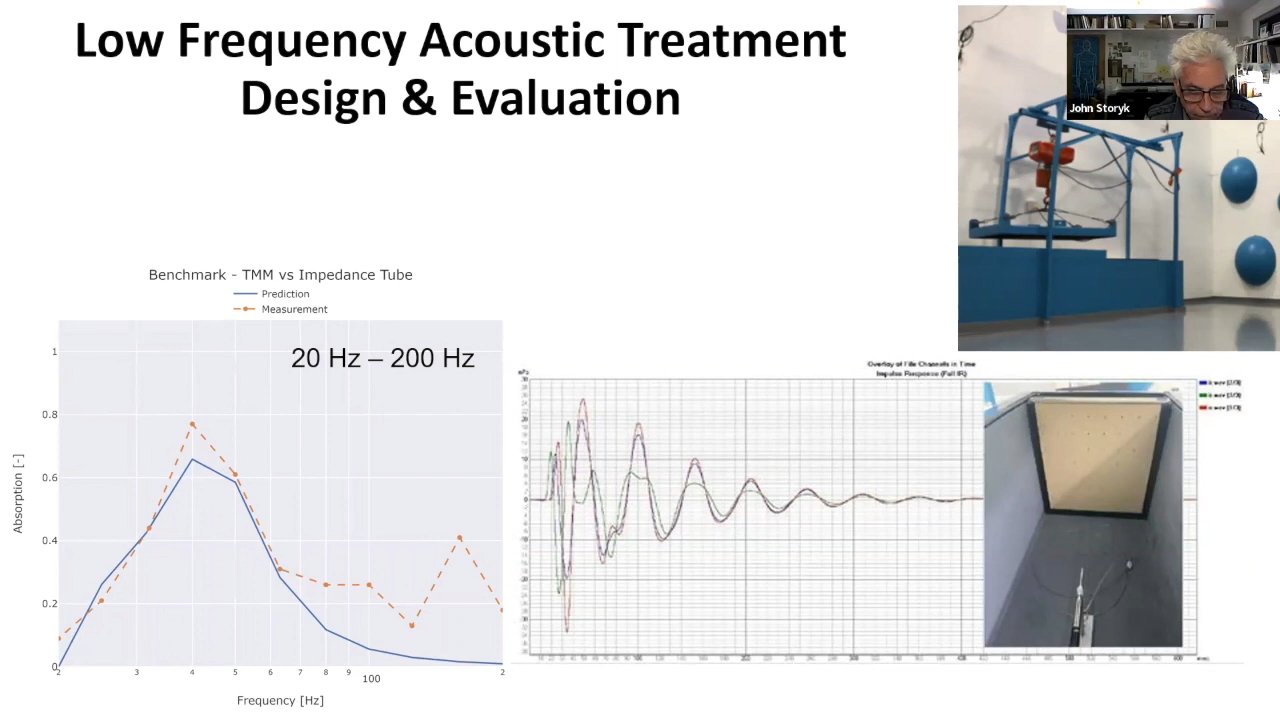 Low Frequency Acoustic Treatment
Design & Evaluation
John Storyk
Benchmark - TMM vs Impedance Tube
Prediction
Measurement
20 Hz – 200 Hz
1
0.8
0.6
0.4
0.2
0
Absorption [-]
2 3 4 5 6 7 8 9 100 2
Frequency [Hz]
Overlay of File Channels in Time
Impulse Response (Full IR)